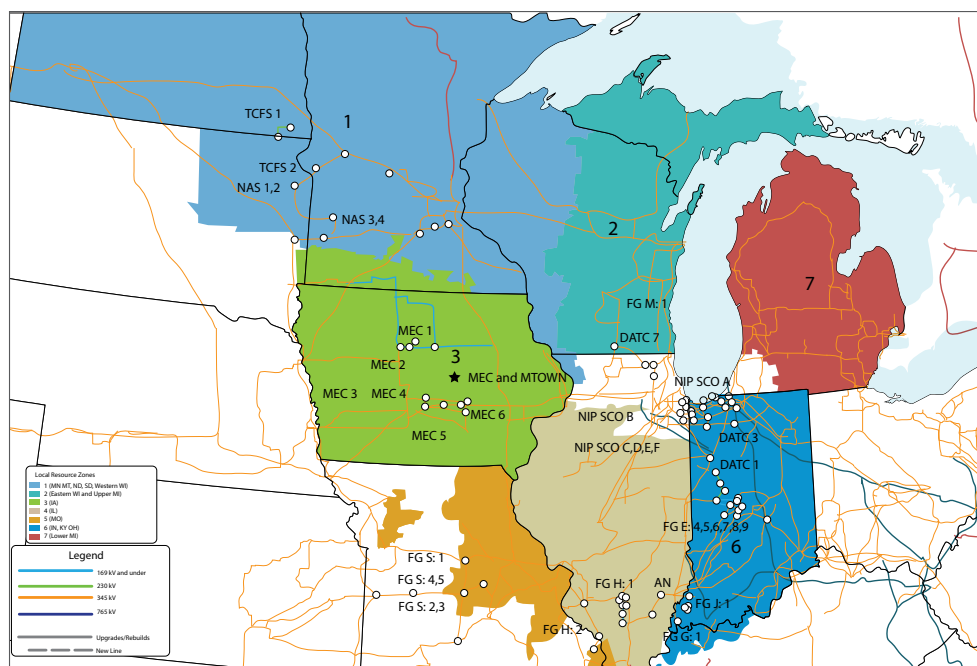 TCFS 1
1
TCFS 2
NAS 1,2
NAS 3,4
2
7
FG M: 1
DATC 7
MEC 1
3
MEC 2
MEC and MTOWN
MEC 3
MEC 4
MEC 5
MEC 6
NIP SCO A
NIP SCO B
NIP SCO C,D,E,F
DATC 3
DATC 1
FG E: 4,5,6,7,8,9
6
FG S: 1
FG S: 4,5
FG S: 2,3
FG H: 1
AN
FG J: 1
FG H: 2
FG G: 1
Local Resource Zones
1 (MN MT, ND, SD, Western WI)
2 (Eastern WI and Upper MI)
3 (IA)
4 (IL)
5 (MO)
6 (IN, KY OH)
7 (Lower MI)
Legend
169 kV and under
230 kV
345 kV
765 kV
Upgrades/Rebuilds
New Line